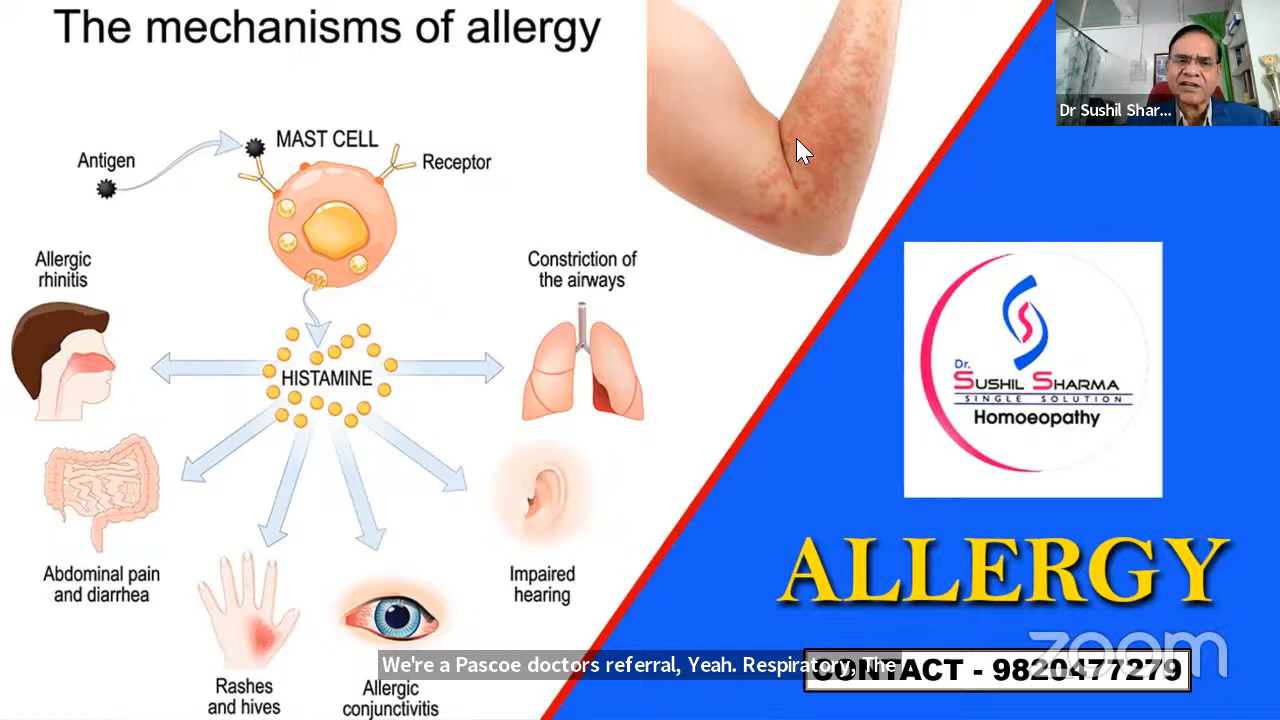 The mechanisms of allergy
MAST CELL
Antigen
Receptor
Allergic
rhinitis
Constriction of
the airways
HISTAMINE
Abdominal pain
and diarrhea
Impaired
hearing
Rashes
and hives
Allergic
conjunctivitis
Dr Sushil Shar...
Dr.
SUSHIL SHARMA
SINGLE SOLUTION
Homoeopathy
ALLERGY
zoom
CONTACT - 9820477279
We're a Pascoe doctors referral, Yeah. Respiratory, The